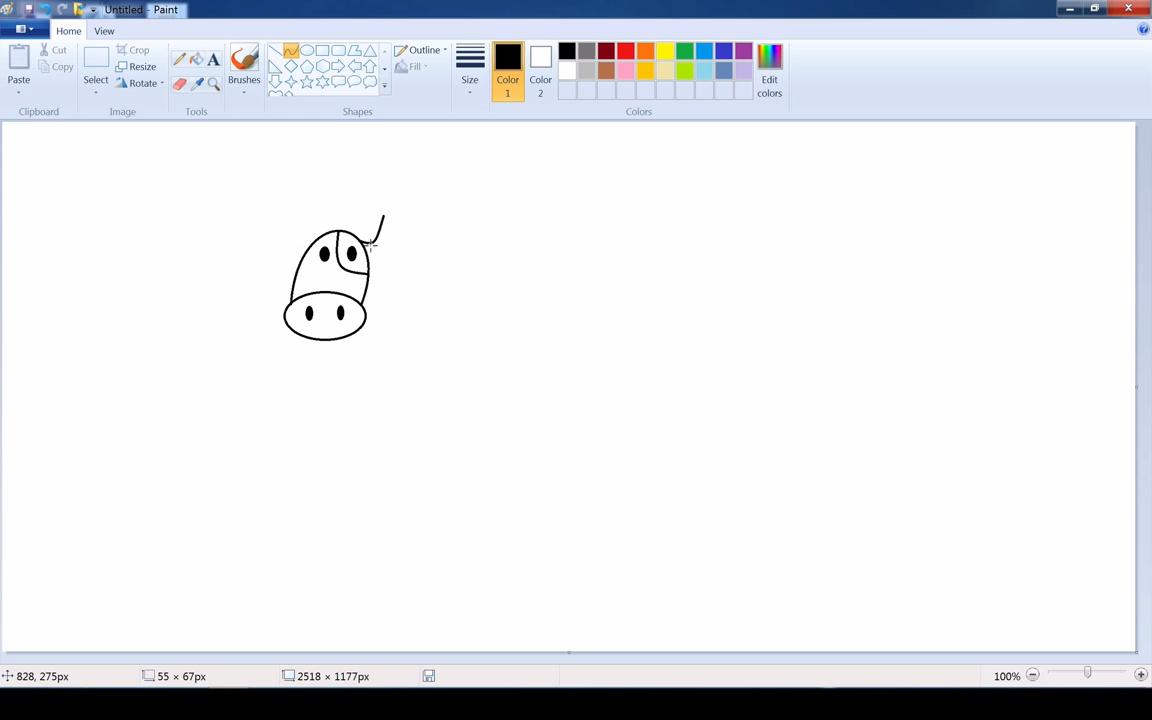 Untitled - Paint
Home View
Paste
Cut
Copy
Clipboard
Select
Crop
Resize
Rotate
Image
A
Tools
Brushes
Shapes
Outline
Fill
Size
Color
1
Color
2
Edit
colors
Colors
828, 275px
55 × 67px
2518 × 1177px
100%